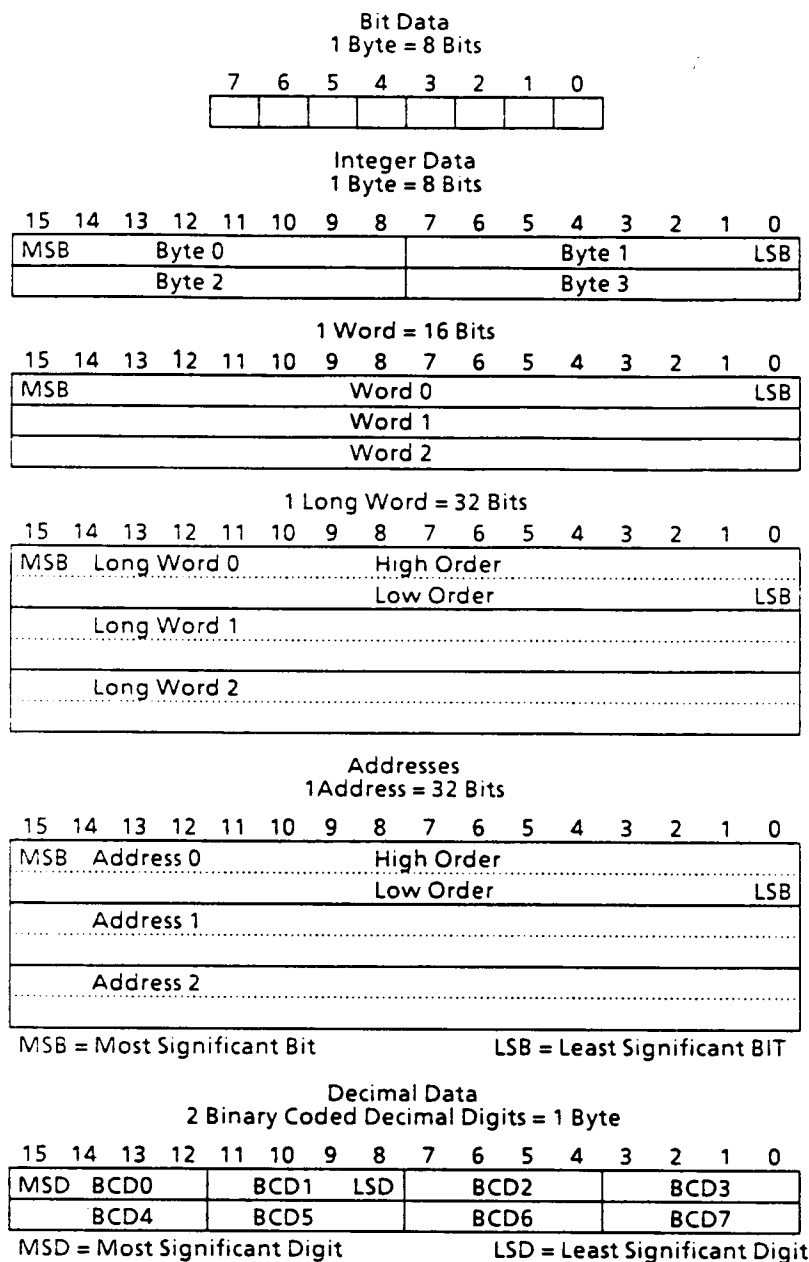 Bit Data
1 Byte = 8 Bits
7 6 5 4 3 2 1 0
Integer Data
1 Byte = 8 Bits
15 14 13 12 11 10 9 8 7 6 5 4 3 2 1 0
MSB Byte 0 Byte 1 LSB
Byte 2 Byte 3
1 Word = 16 Bits
15 14 13 12 11 10 9 8 7 6 5 4 3 2 1 0
MSB Word 0 LSB
Word 1
Word 2
1 Long Word = 32 Bits
15 14 13 12 11 10 9 8 7 6 5 4 3 2 1 0
MSB Long Word 0 High Order
Low Order LSB
Long Word 1
Long Word 2
Addresses
1Address = 32 Bits
15 14 13 12 11 10 9 8 7 6 5 4 3 2 1 0
MSB Address 0 High Order
Low Order LSB
Address 1
Address 2
MSB = Most Significant Bit LSB = Least Significant BIT
Decimal Data
2 Binary Coded Decimal Digits = 1 Byte
15 14 13 12 11 10 9 8 7 6 5 4 3 2 1 0
MSD BCD0 BCD1 LSD BCD2 BCD3
BCD4 BCD5 BCD6 BCD7
MSD = Most Significant Digit LSD = Least Significant Digit